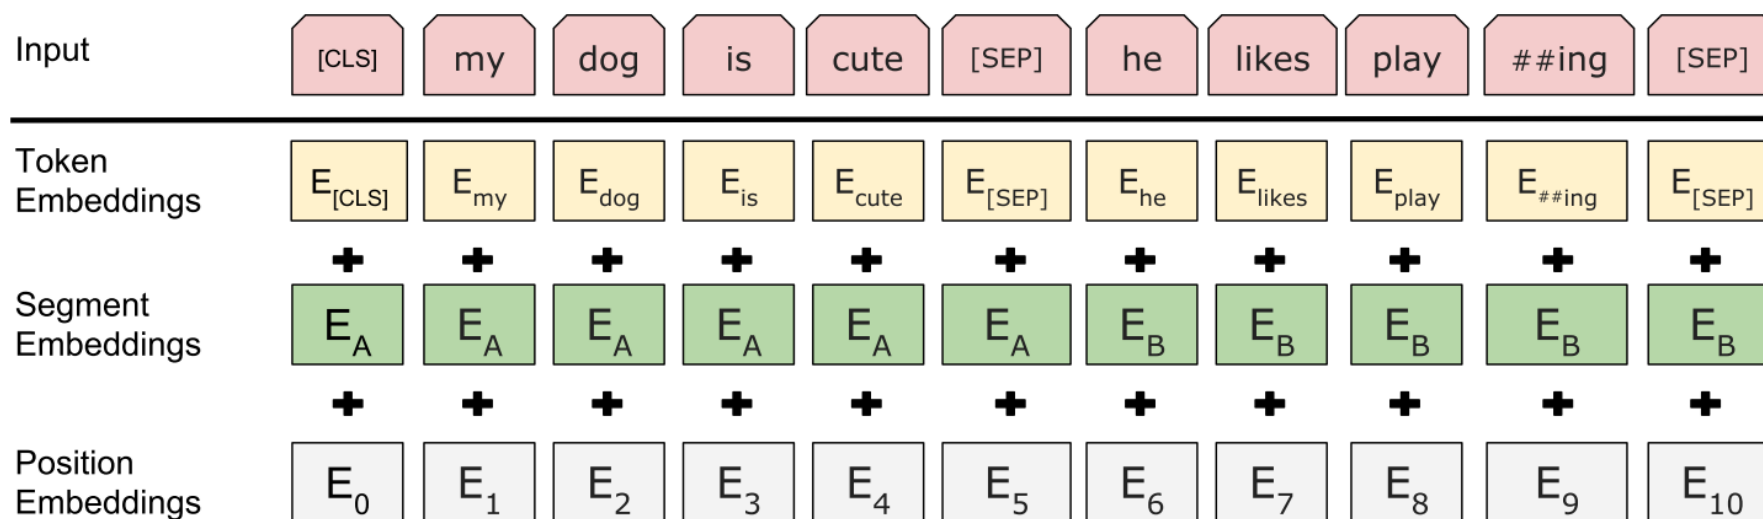 Input [CLS] my dog is cute [SEP] he likes play ##ing [SEP]
Token
Embeddings E[CLS] Emy Edog Eis Ecute E[SEP] Ehe Elikes Eplay E##ing E[SEP]
+ + + + + + + + + + +
Segment
Embeddings EA EA EA EA EA EA EB EB EB EB EB
+ + + + + + + + + + +
Position
Embeddings E0 E1 E2 E3 E4 E5 E6 E7 E8 E9 E10